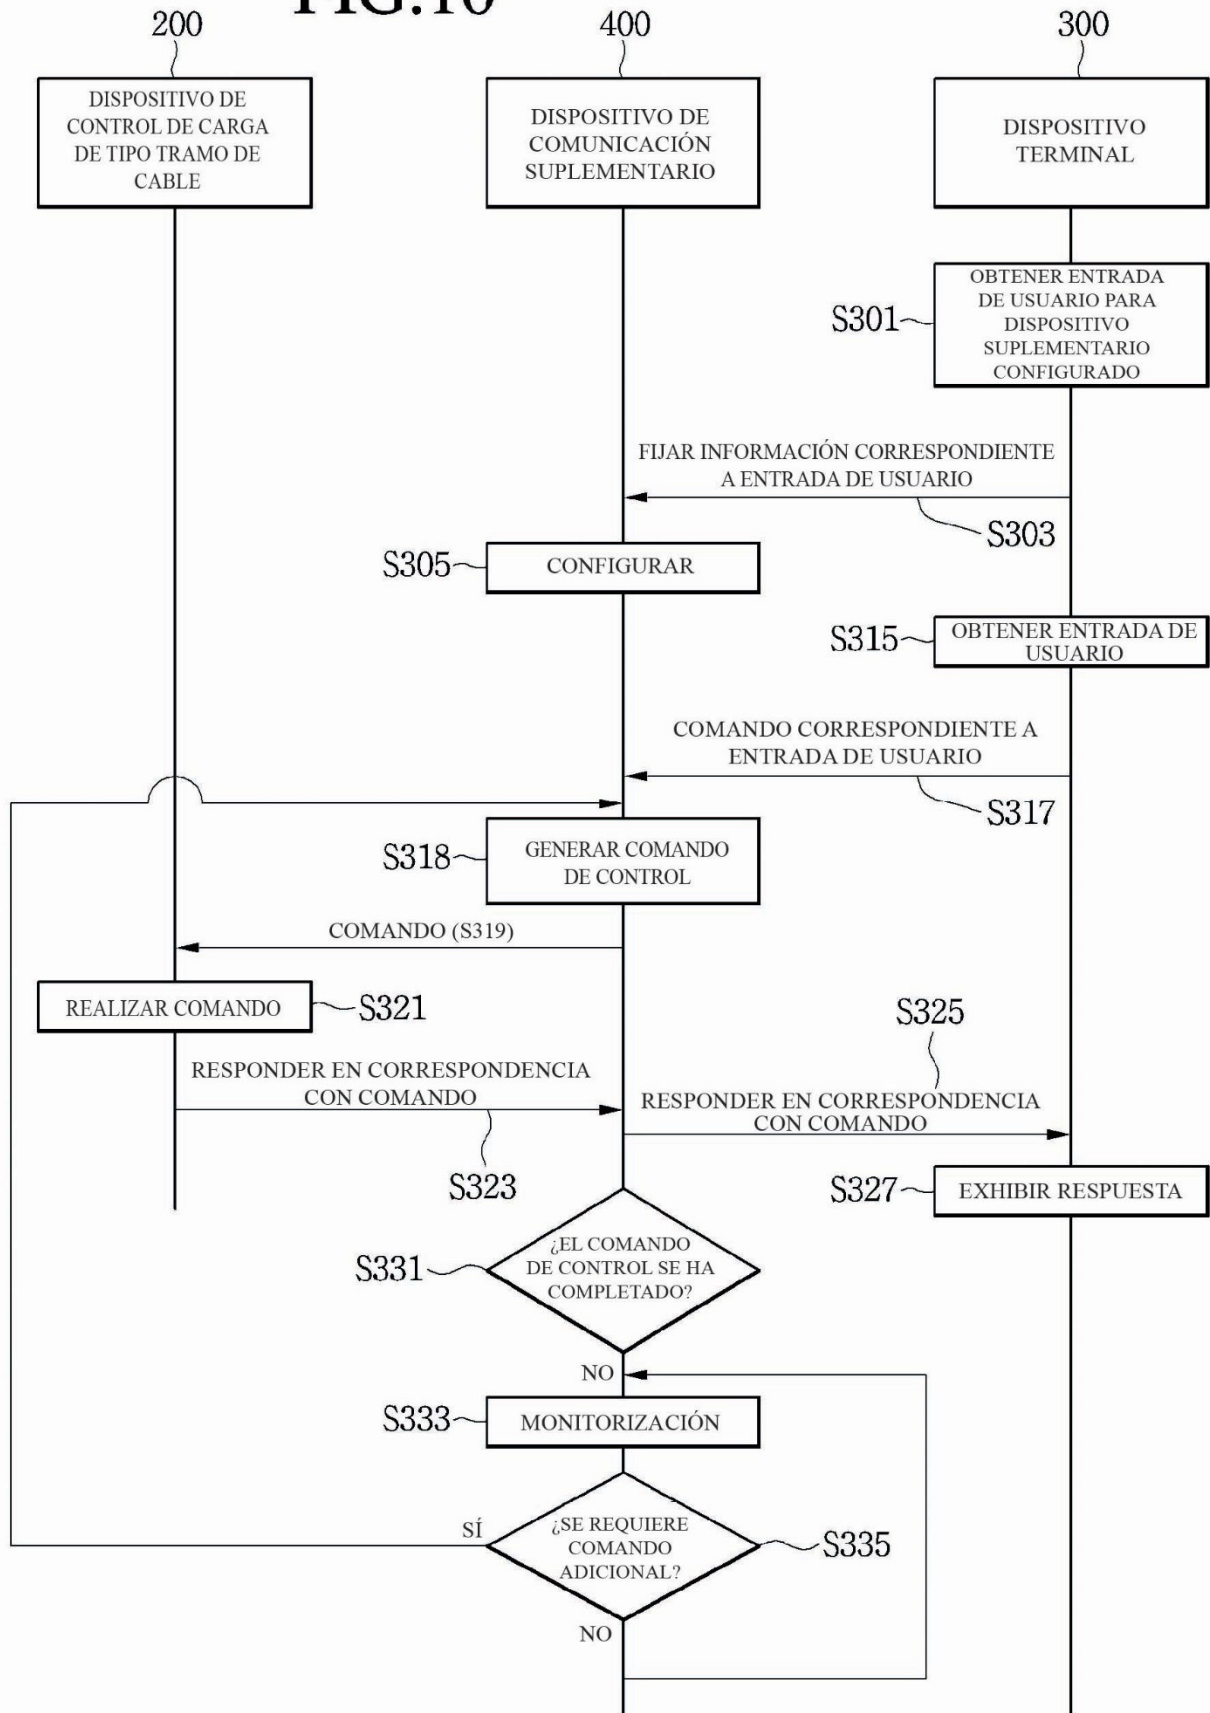 FIG.10
200
400
300
DISPOSITIVO DE
CONTROL DE CARGA
DE TIPO TRAMO DE
CABLE
DISPOSITIVO DE
COMUNICACIÓN
SUPLEMENTARIO
DISPOSITIVO
TERMINAL
OBTENER ENTRADA
DE USUARIO PARA
DISPOSITIVO
SUPLEMENTARIO
CONFIGURADO
S301
FIJAR INFORMACIÓN CORRESPONDIENTE
A ENTRADA DE USUARIO
S303
S305
CONFIGURAR
S315
OBTENER ENTRADA DE
USUARIO
COMANDO CORRESPONDIENTE A
ENTRADA DE USUARIO
S317
S318
GENERAR COMANDO
DE CONTROL
COMANDO (S319)
REALIZAR COMANDO
S321
S325
RESPONDER EN CORRESPONDENCIA
CON COMANDO
RESPONDER EN CORRESPONDENCIA
CON COMANDO
S323
S327
EXHIBIR RESPUESTA
S331
¿EL COMANDO
DE CONTROL SE HA
COMPLETADO?
NO
S333
MONITORIZACIÓN
SÍ
¿SE REQUIERE
COMANDO
ADICIONAL?
S335
NO